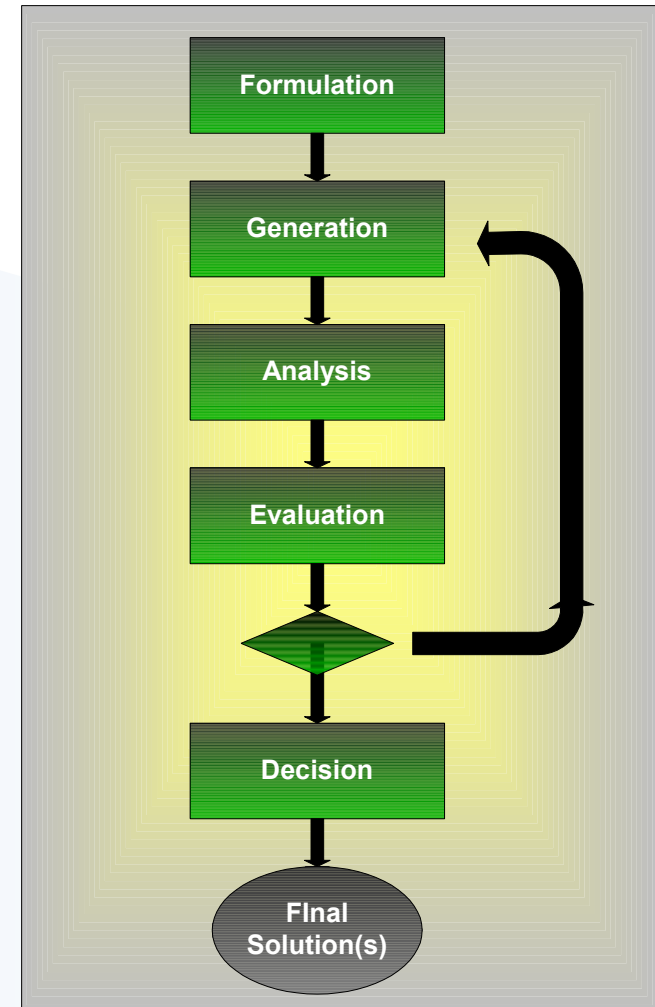 Formulation
Generation
Analysis
Evaluation
Decision
FInal
Solution(s)